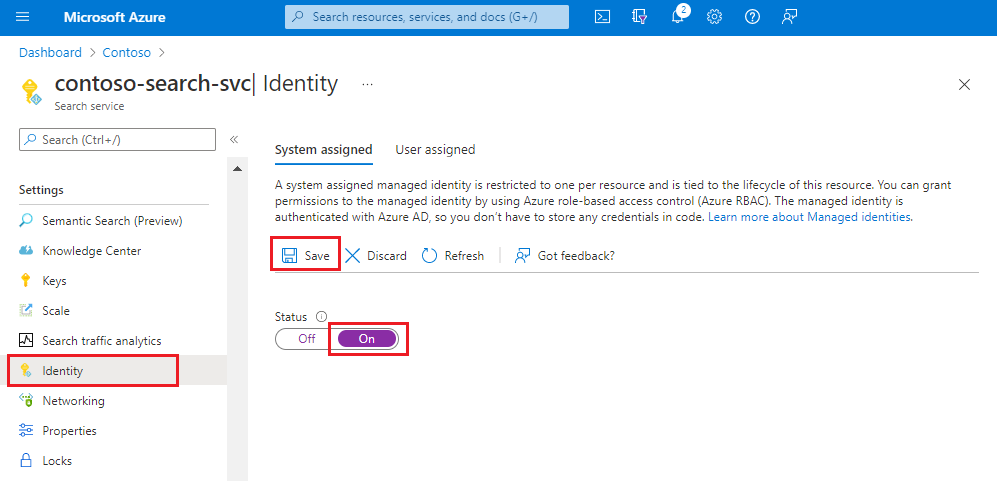 Microsoft Azure
Search resources, services, and docs (G+/)
2
Dashboard > Contoso >
contoso-search-svc| Identity ...
Search service
Search (Ctrl+/)
«
Settings
Semantic Search (Preview)
Knowledge Center
Keys
Scale
Search traffic analytics
Identity
Networking
Properties
Locks
System assigned User assigned
A system assigned managed identity is restricted to one per resource and is tied to the lifecycle of this resource. You can grant
permissions to the managed identity by using Azure role-based access control (Azure RBAC). The managed identity is
authenticated with Azure AD, so you don't have to store any credentials in code. Learn more about Managed identities.
Save Discard Refresh Got feedback?
Status
Off On